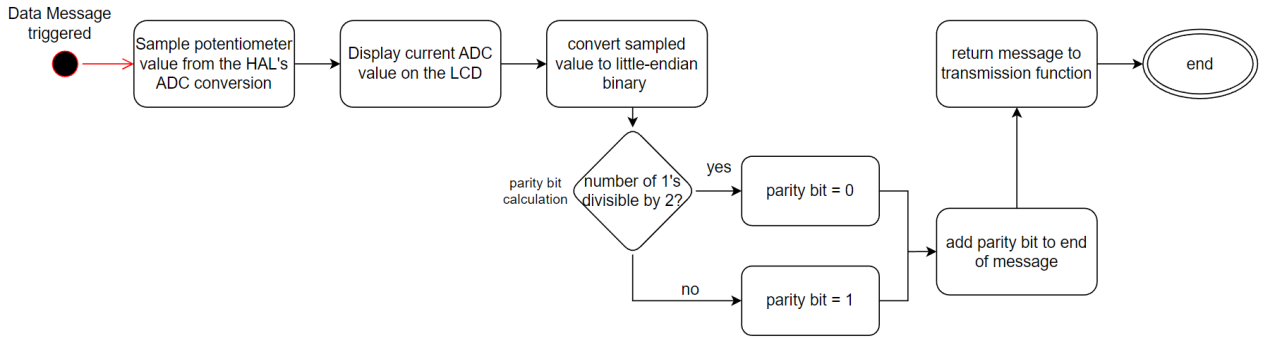 Data Message
triggered
Sample potentiometer
value from the HAL's
ADC conversion
Display current ADC
value on the LCD
convert sampled
value to little-endian
binary
return message to
transmission function
end
parity bit
calculation
number of 1's
divisible by 2?
yes
parity bit = 0
no
parity bit = 1
add parity bit to end
of message